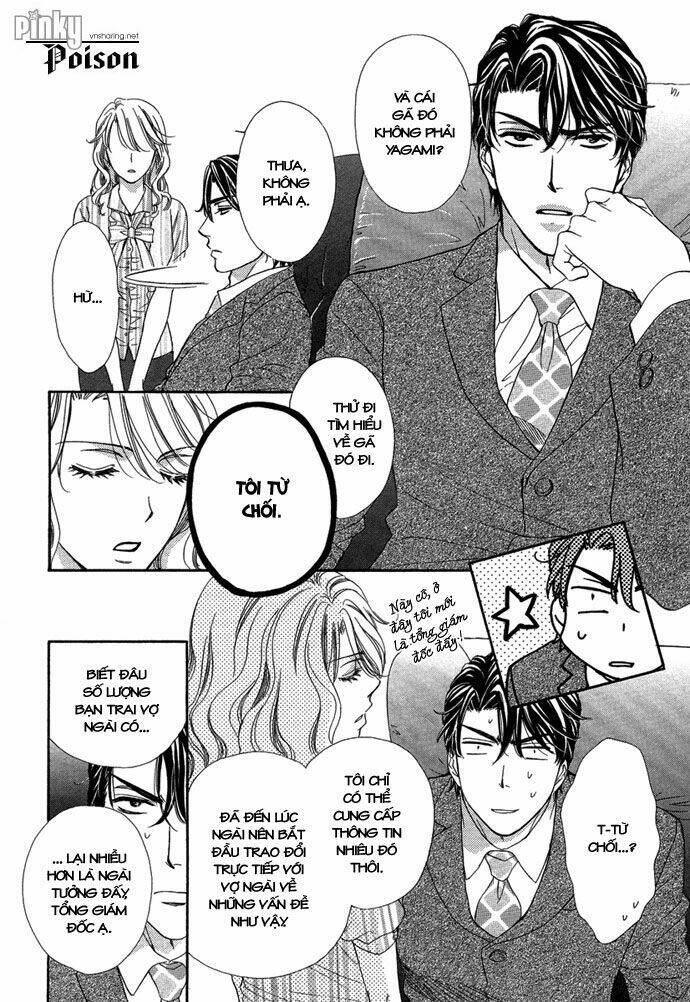 pinky
vnsharing.net
Poison
VÀ CÁI
GÃ ĐÓ
KHÔNG PHẢI
YAGAMI?
THƯA,
KHÔNG
PHẢI Ạ.
HỪ...
THỬ ĐI
TÌM HIỂU
VỀ GÃ
ĐÓ ĐI.
TÔI TỪ
CHỐI.
Này cô, ở
đây tôi mới
là tổng giám
đốc đấy!
T-TỪ
CHỐI...?
TÔI CHỈ
CÓ THỂ
CUNG CẤP
THÔNG TIN
NHIÊU ĐÓ
THÔI.
ĐÃ ĐẾN LÚC
NGÀI NÊN BẮT
ĐẦU TRAO ĐỔI
TRỰC TIẾP VỚI
VỢ NGÀI VỀ
NHỮNG VẤN ĐỀ
NHƯ VẬY.
BIẾT ĐÂU
SỐ LƯỢNG
BẠN TRAI VỢ
NGÀI CÓ...
... LẠI NHIỀU
HƠN LÀ NGÀI
TƯỞNG ĐẤY,
TỔNG GIÁM
ĐỐC Ạ.